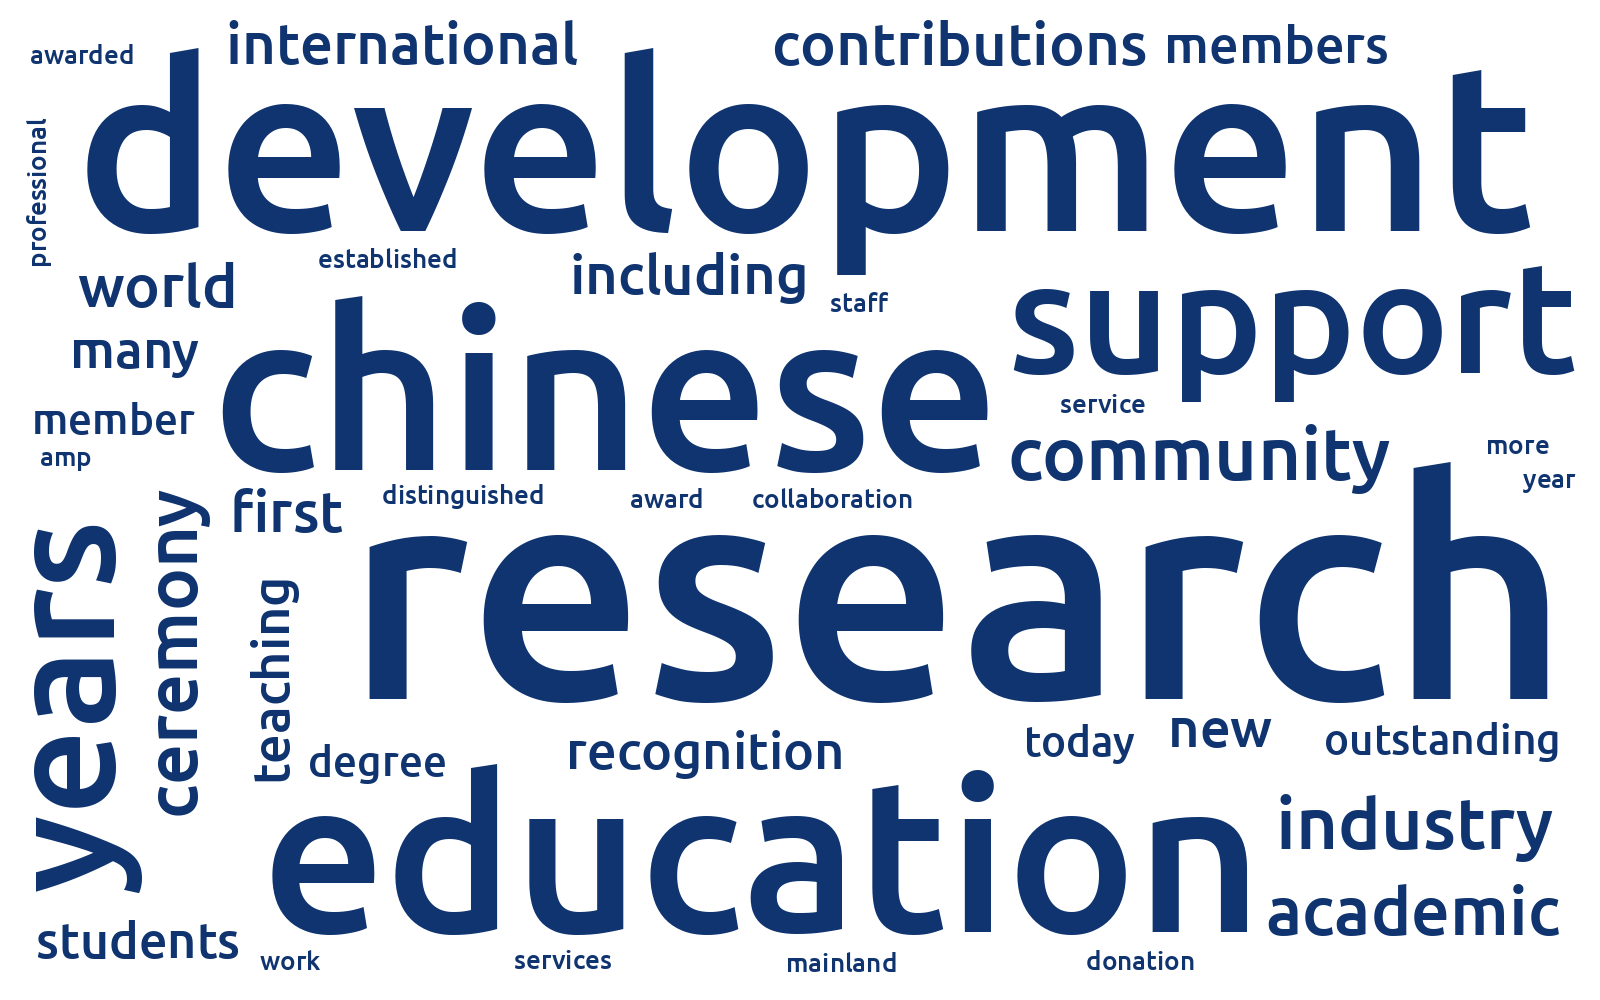 awarded
international
contributions
members
development
professional
established
including
world
staff
support
many
chinese
service
member
community
amp
more
year
first
distinguished
award
collaboration
years
ceremony
research
teaching
degree
recognition
today
new
outstanding
education
industry
academic
students
work
services
mainland
donation